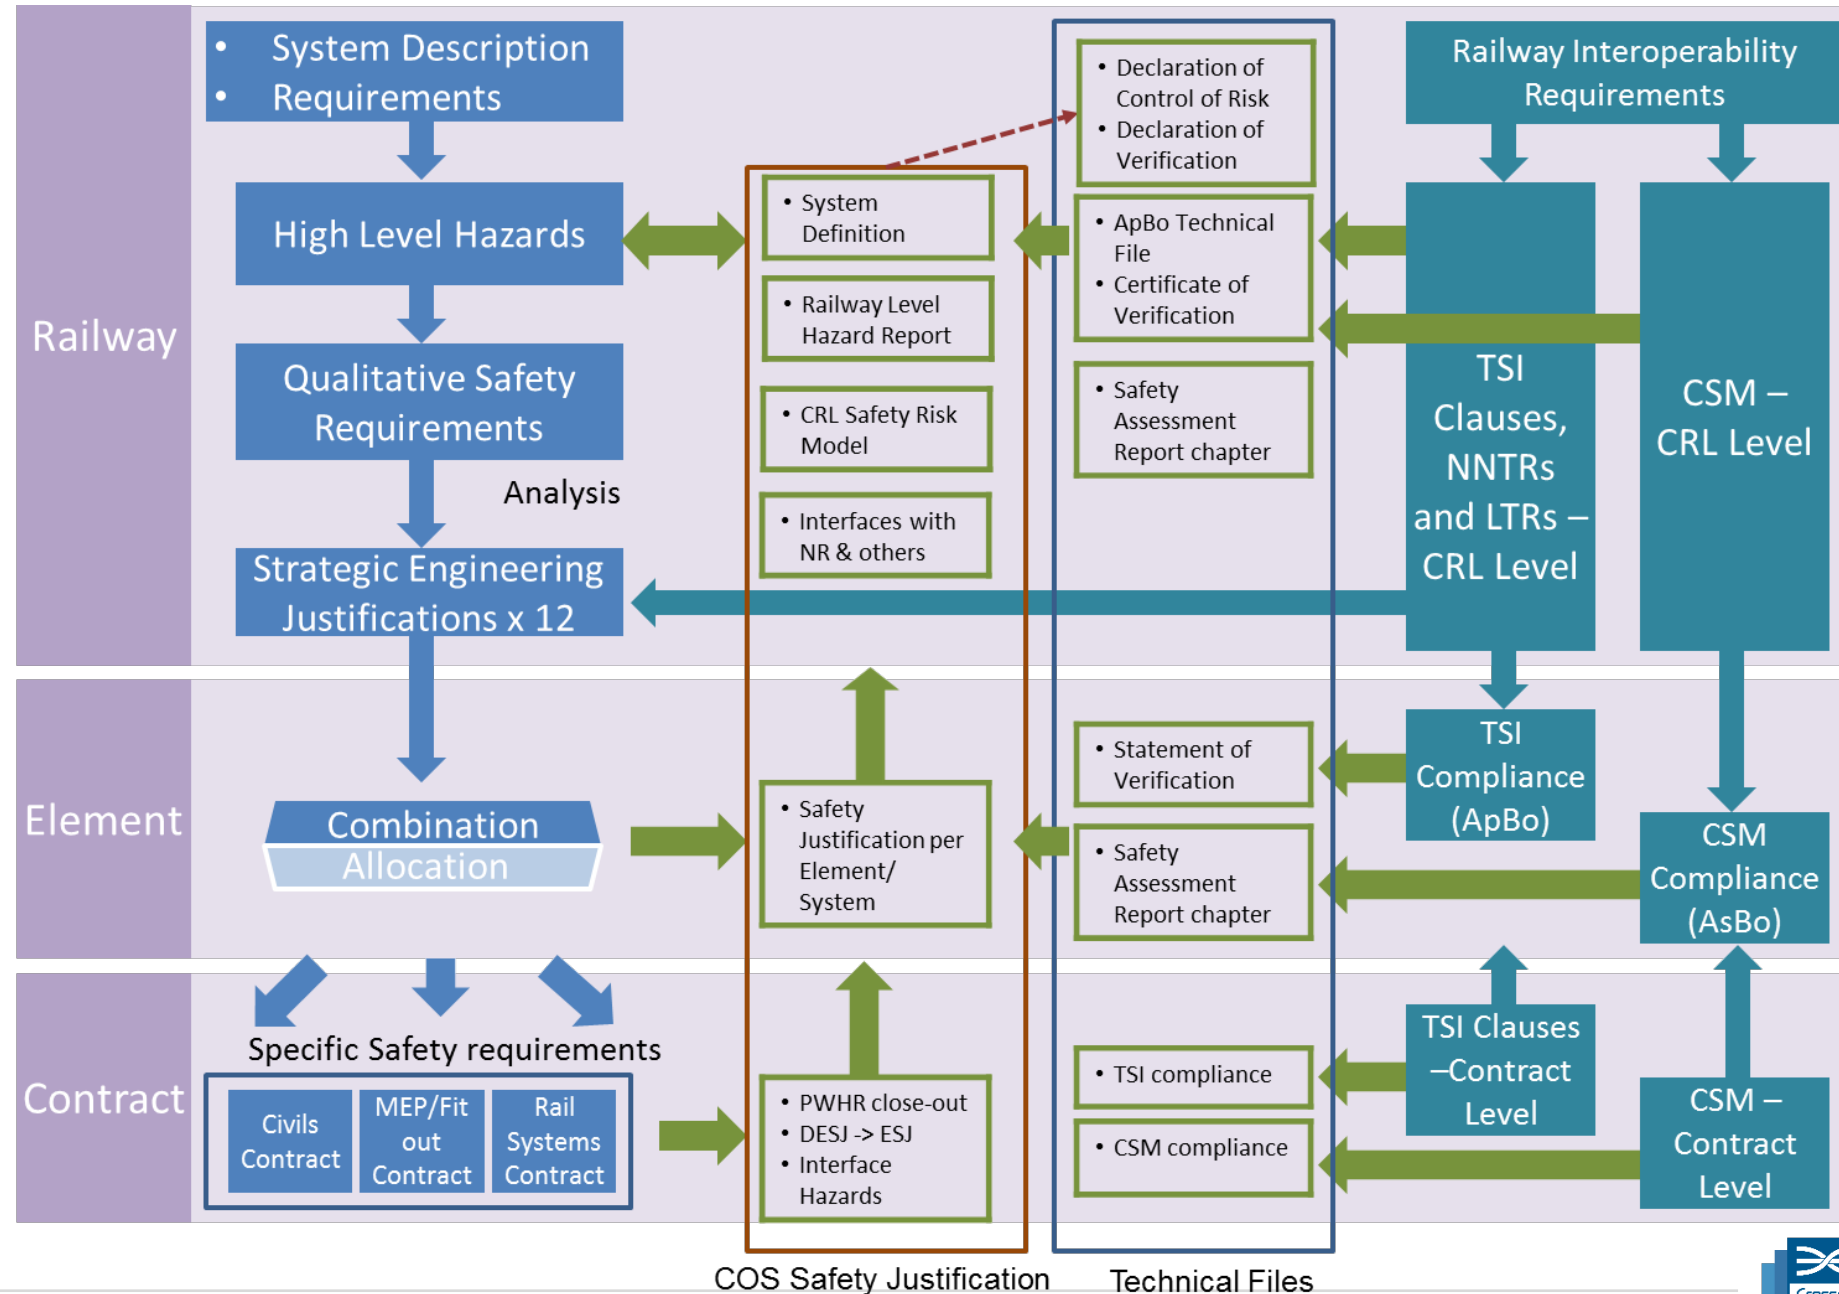 • System Description
• Requirements
Railway Interoperability
Requirements
• Declaration of
Control of Risk
• Declaration of
Verification
Railway
High Level Hazards
• System
Definition
• ApBo Technical
File
• Certificate of
Verification
• Railway Level
Hazard Report
Qualitative Safety
Requirements
• CRL Safety Risk
Model
• Safety
Assessment
Report chapter
TSI
Clauses,
NNTRs
and LTRs –
CRL Level
CSM –
CRL Level
Analysis
• Interfaces with
NR & others
Strategic Engineering
Justifications x 12
Element
Combination
Allocation
• Safety
Justification per
Element/
System
• Statement of
Verification
• Safety
Assessment
Report chapter
TSI
Compliance
(ApBo)
CSM
Compliance
(AsBo)
Contract
Specific Safety requirements
Civils
Contract
MEP/Fit
out
Contract
Rail
Systems
Contract
• PWHR close-out
• DESJ -> ESJ
• Interface
Hazards
• TSI compliance
• CSM compliance
TSI Clauses
–Contract
Level
CSM –
Contract
Level
COS Safety Justification
Technical Files